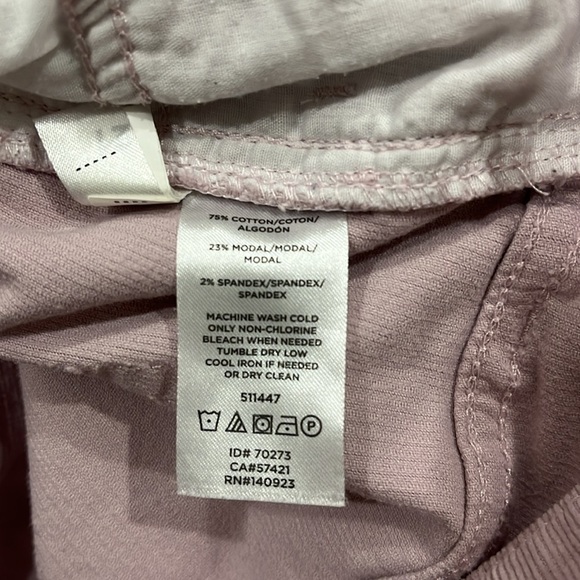 75% COTTON/COTON/
ALGODÓN
23% MODAL/MODAL/
MODAL
2% SPANDEX/SPANDEX/
SPANDEX
MACHINE WASH COLD
ONLY NON-CHLORINE
BLEACH WHEN NEEDED
TUMBLE DRY LOW
COOL IRON IF NEEDED
OR DRY CLEAN
511447
P
ID# 70273
CA#57421
RN#140923